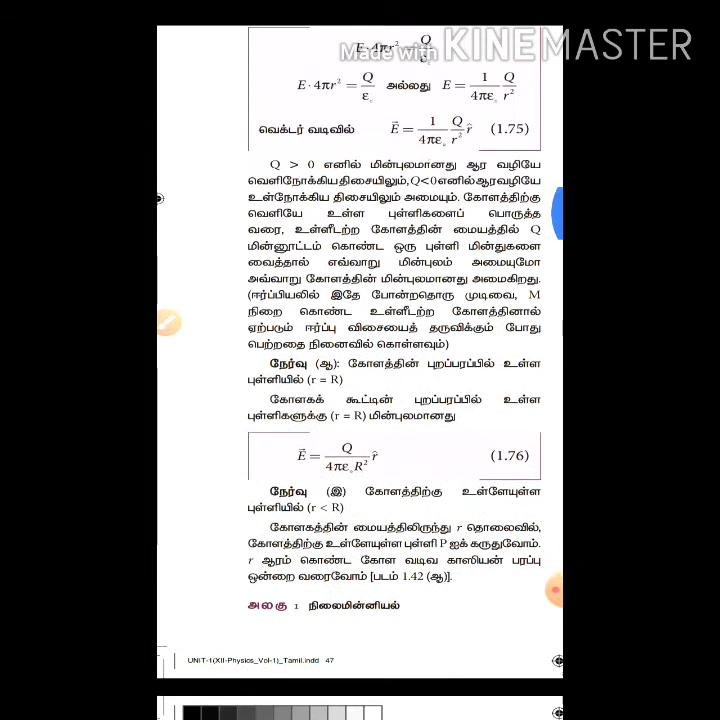 E · 4πr² = Q/ε₀
Made with KINEMASTER
E · 4πr² = Q/ε₀ அல்லது E = 1/4πε₀ Q/r²
வெக்டர் வடிவில் E⃗ = 1/4πε₀ Q/r² r̂ (1.75)
Q > 0 எனில் மின்புலமானது ஆர வழியே
வெளிநோக்கிய திசையிலும், Q<0 எனில் ஆர வழியே
உள்நோக்கிய திசையிலும் அமையும். கோளத்திற்கு
வெளியே உள்ள புள்ளிகளைப் பொருத்த
வரை, உள்ளீடற்ற கோளத்தின் மையத்தில் Q
மின்னூட்டம் கொண்ட ஒரு புள்ளி மின்துகளை
வைத்தால் எவ்வாறு மின்புலம் அமையுமோ
அவ்வாறு கோளத்தின் மின்புலமானது அமைகிறது.
(ஈர்ப்பியலில் இதே போன்றதொரு முடிவை, M
நிறை கொண்ட உள்ளீடற்ற கோளத்தினால்
ஏற்படும் ஈர்ப்பு விசையைத் தருவிக்கும் போது
பெற்றதை நினைவில் கொள்ளவும்)
நேர்வு (ஆ): கோளத்தின் புறப்பரப்பில் உள்ள
புள்ளியில் (r = R)
கோளகக் கூட்டின் புறப்பரப்பில் உள்ள
புள்ளிகளுக்கு (r = R) மின்புலமானது
E⃗ = Q/4πε₀R² r̂ (1.76)
நேர்வு (இ) கோளத்திற்கு உள்ளேயுள்ள
புள்ளியில் (r < R)
கோளகத்தின் மையத்திலிருந்து r தொலைவில்,
கோளத்திற்கு உள்ளேயுள்ள புள்ளி P ஐக் கருதுவோம்.
r ஆரம் கொண்ட கோள வடிவ காஸியன் பரப்பு
ஒன்றை வரைவோம் [படம் 1.42 (ஆ)].
அலகு 1 நிலைமின்னியல்
UNIT-1(XII-Physics_Vol-1)_Tamil.indd 47